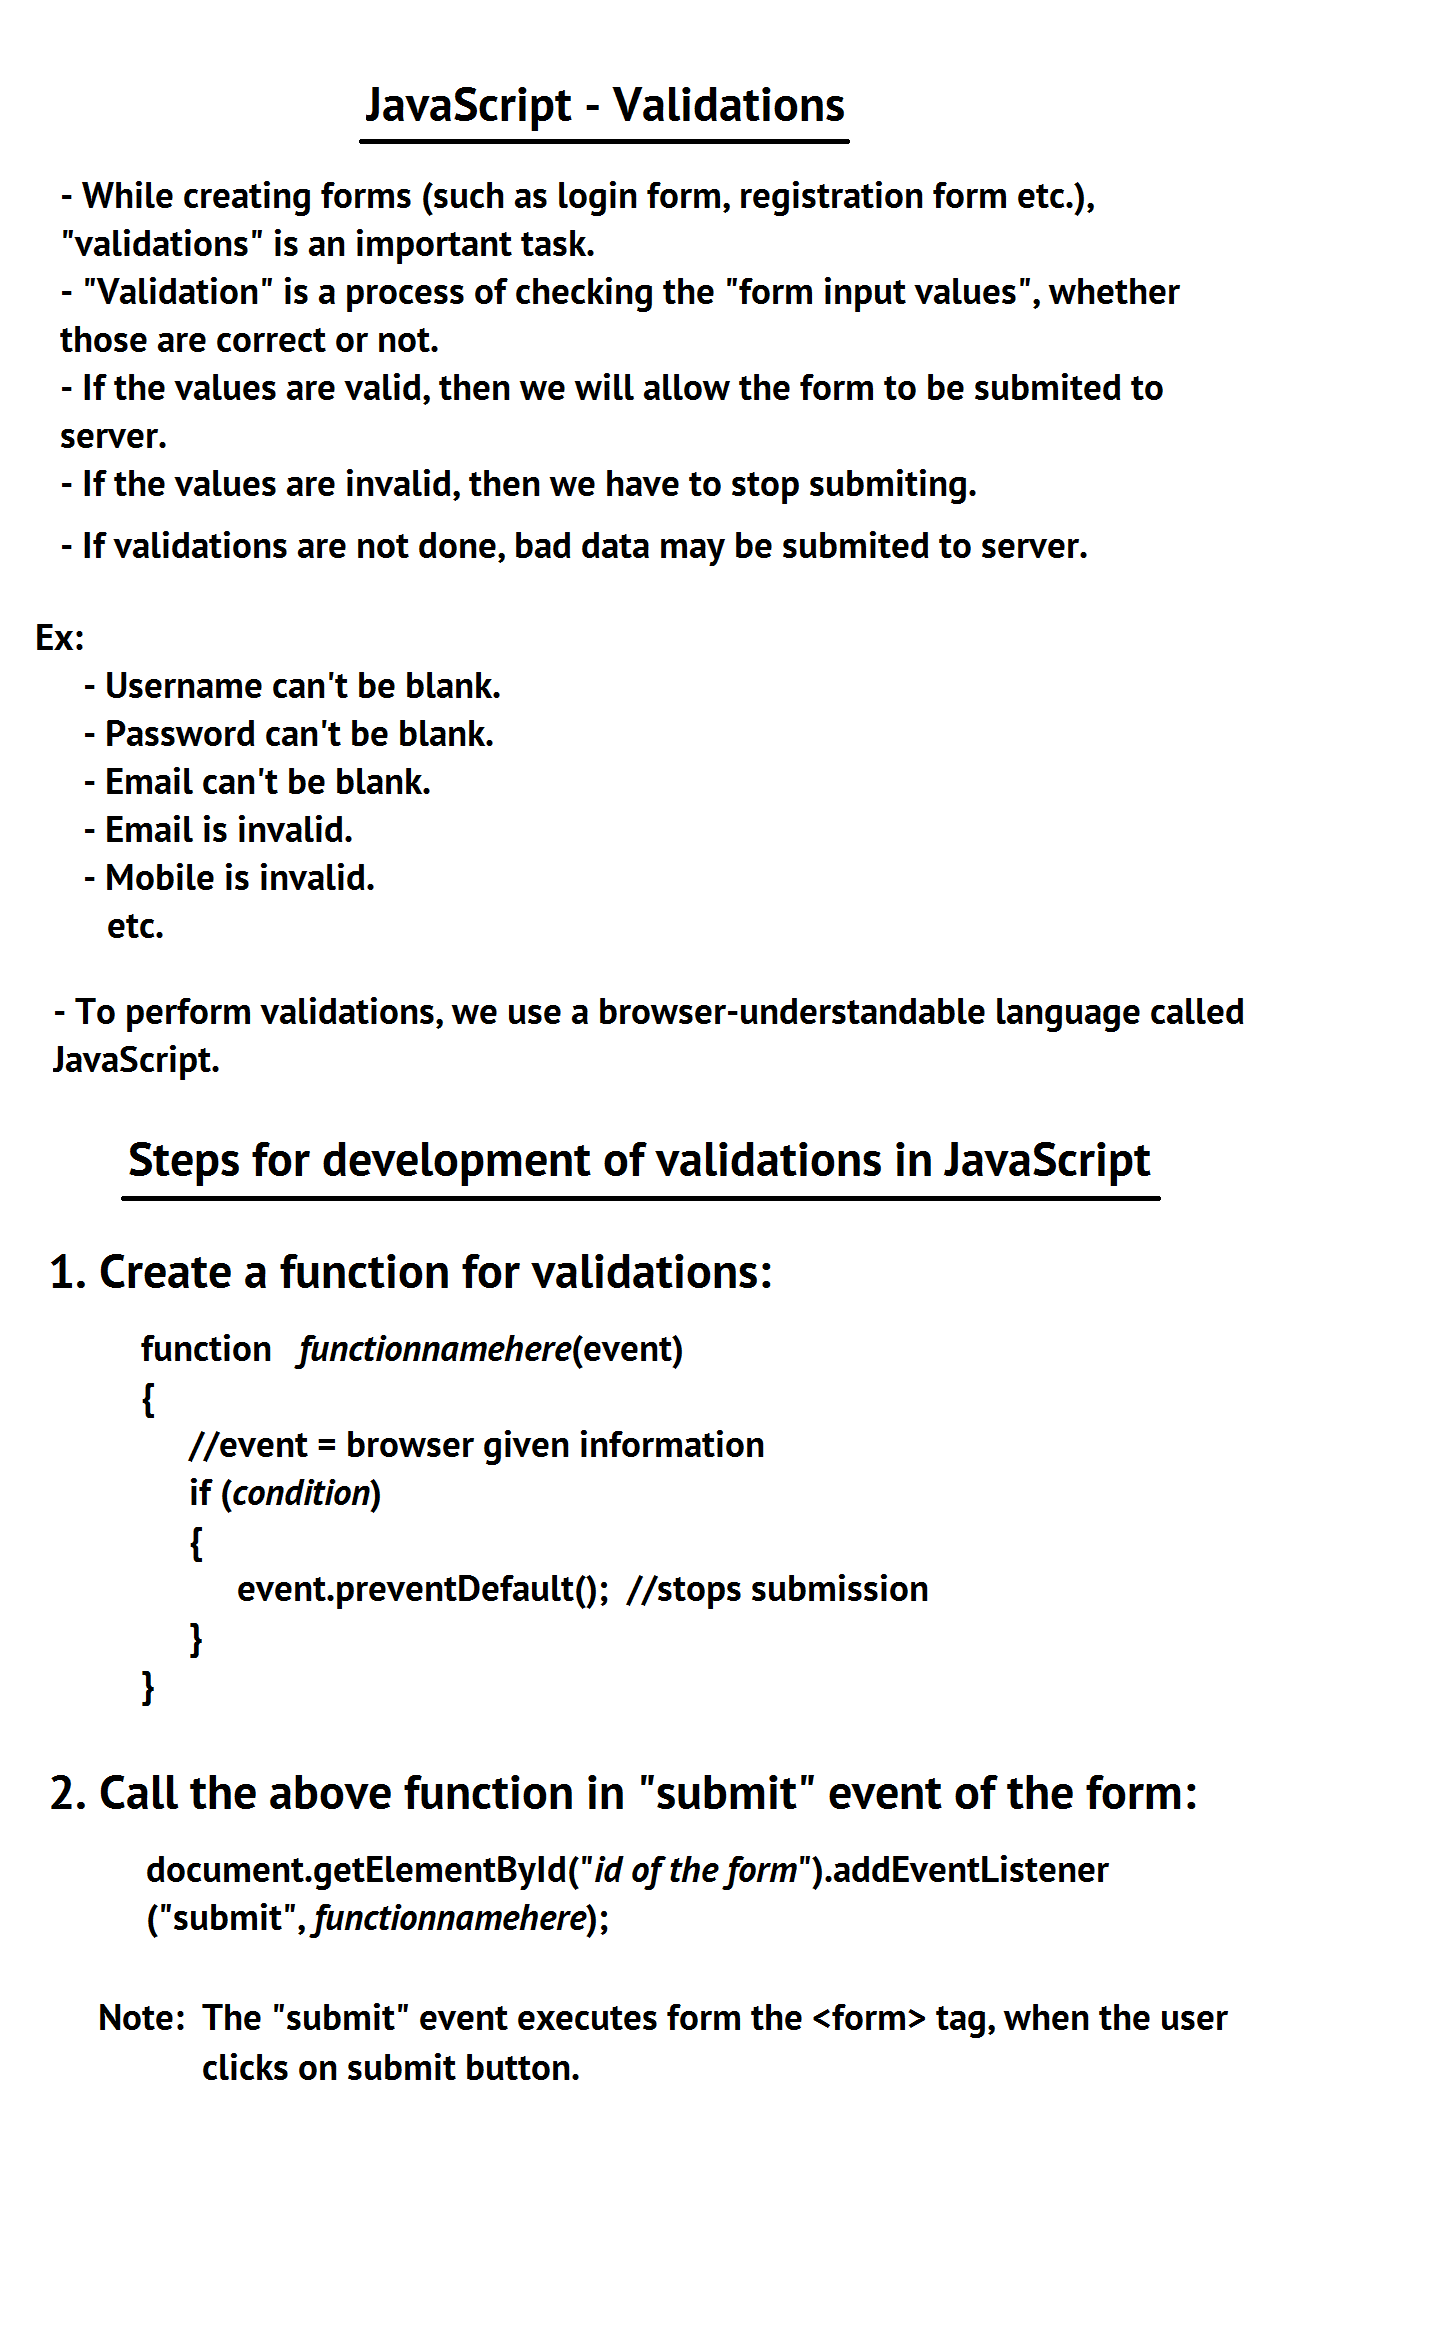 JavaScript - Validations
- While creating forms (such as login form, registration form etc.),
"validations" is an important task.
- "Validation" is a process of checking the "form input values", whether
those are correct or not.
- If the values are valid, then we will allow the form to be submited to
server.
- If the values are invalid, then we have to stop submiting.
- If validations are not done, bad data may be submited to server.
Ex:
- Username can't be blank.
- Password can't be blank.
- Email can't be blank.
- Email is invalid.
- Mobile is invalid.
etc.
- To perform validations, we use a browser-understandable language called
JavaScript.
Steps for development of validations in JavaScript
1. Create a function for validations:
function functionnamehere(event)
{
//event = browser given information
if (condition)
{
event.preventDefault(); //stops submission
}
}
2. Call the above function in "submit" event of the form:
document.getElementById("id of the form").addEventListener
("submit", functionnamehere);
Note: The "submit" event executes form the <form> tag, when the user
clicks on submit button.